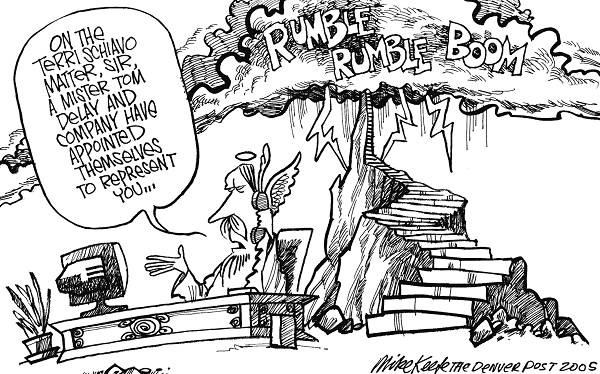 ON THE
TERRI SCHIAVO
MATTER, SIR,
A MISTER TOM
DELAY AND
COMPANY HAVE
APPOINTED
THEMSELVES
TO REPRESENT
YOU...
RUMBLE
RUMBLE
BOOM
Mike Keefe THE DENVER POST 2005